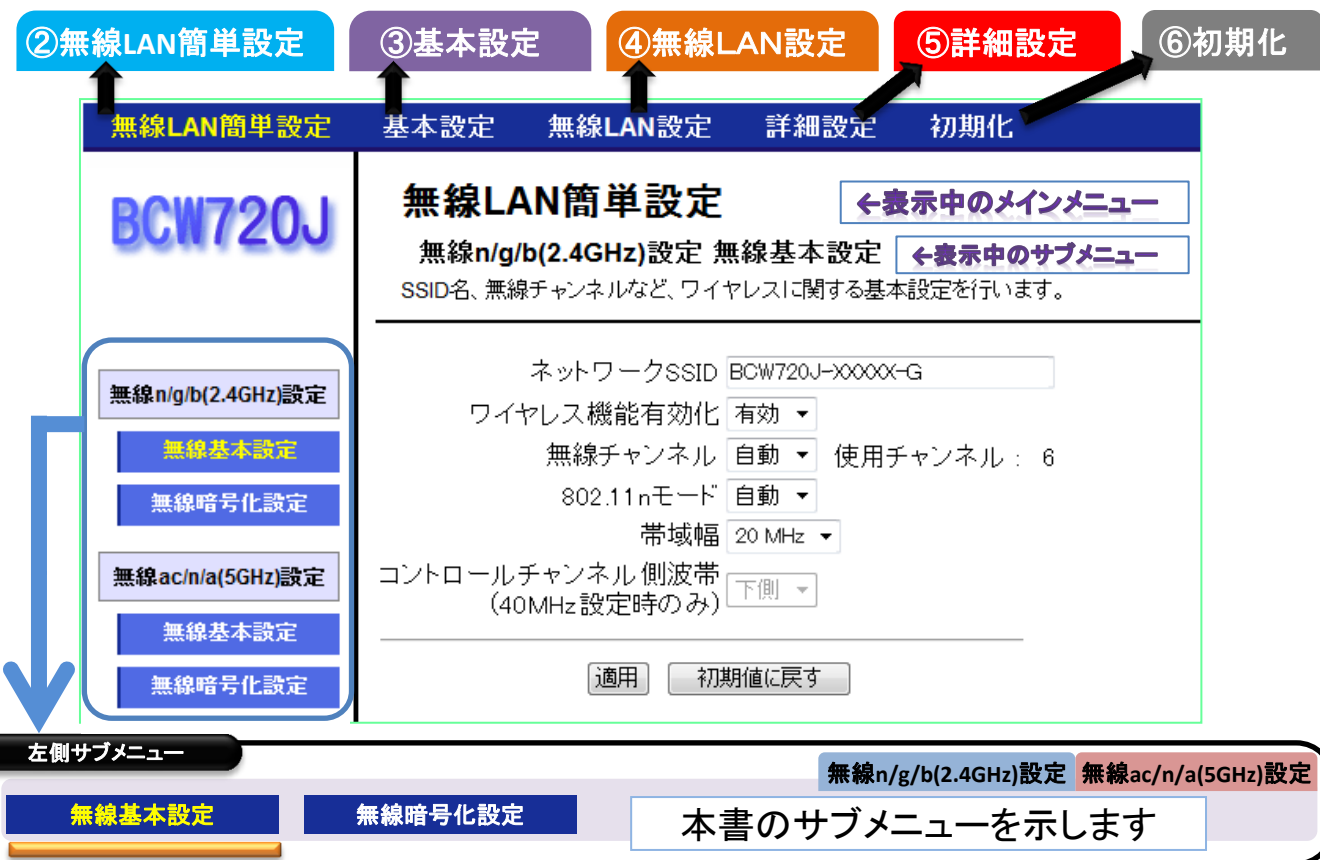 ②無線LAN簡単設定 ③基本設定 ④無線LAN設定 ⑤詳細設定 ⑥初期化
無線LAN簡単設定 基本設定 無線LAN設定 詳細設定 初期化
BCW720J
無線LAN簡単設定 ←表示中のメインメニュー
無線n/g/b(2.4GHz)設定 無線基本設定 ←表示中のサブメニュー
SSID名、無線チャンネルなど、ワイヤレスに関する基本設定を行います。
無線n/g/b(2.4GHz)設定
無線基本設定
無線暗号化設定
無線ac/n/a(5GHz)設定
無線基本設定
無線暗号化設定
ネットワークSSID BCW720J-XXXXX-G
ワイヤレス機能有効化 有効
無線チャンネル 自動 使用チャンネル : 6
802.11nモード 自動
帯域幅 20 MHz
コントロールチャンネル側波帯
(40MHz設定時のみ) 下側
適用 初期値に戻す
左側サブメニュー
無線n/g/b(2.4GHz)設定 無線ac/n/a(5GHz)設定
無線基本設定 無線暗号化設定 本書のサブメニューを示します